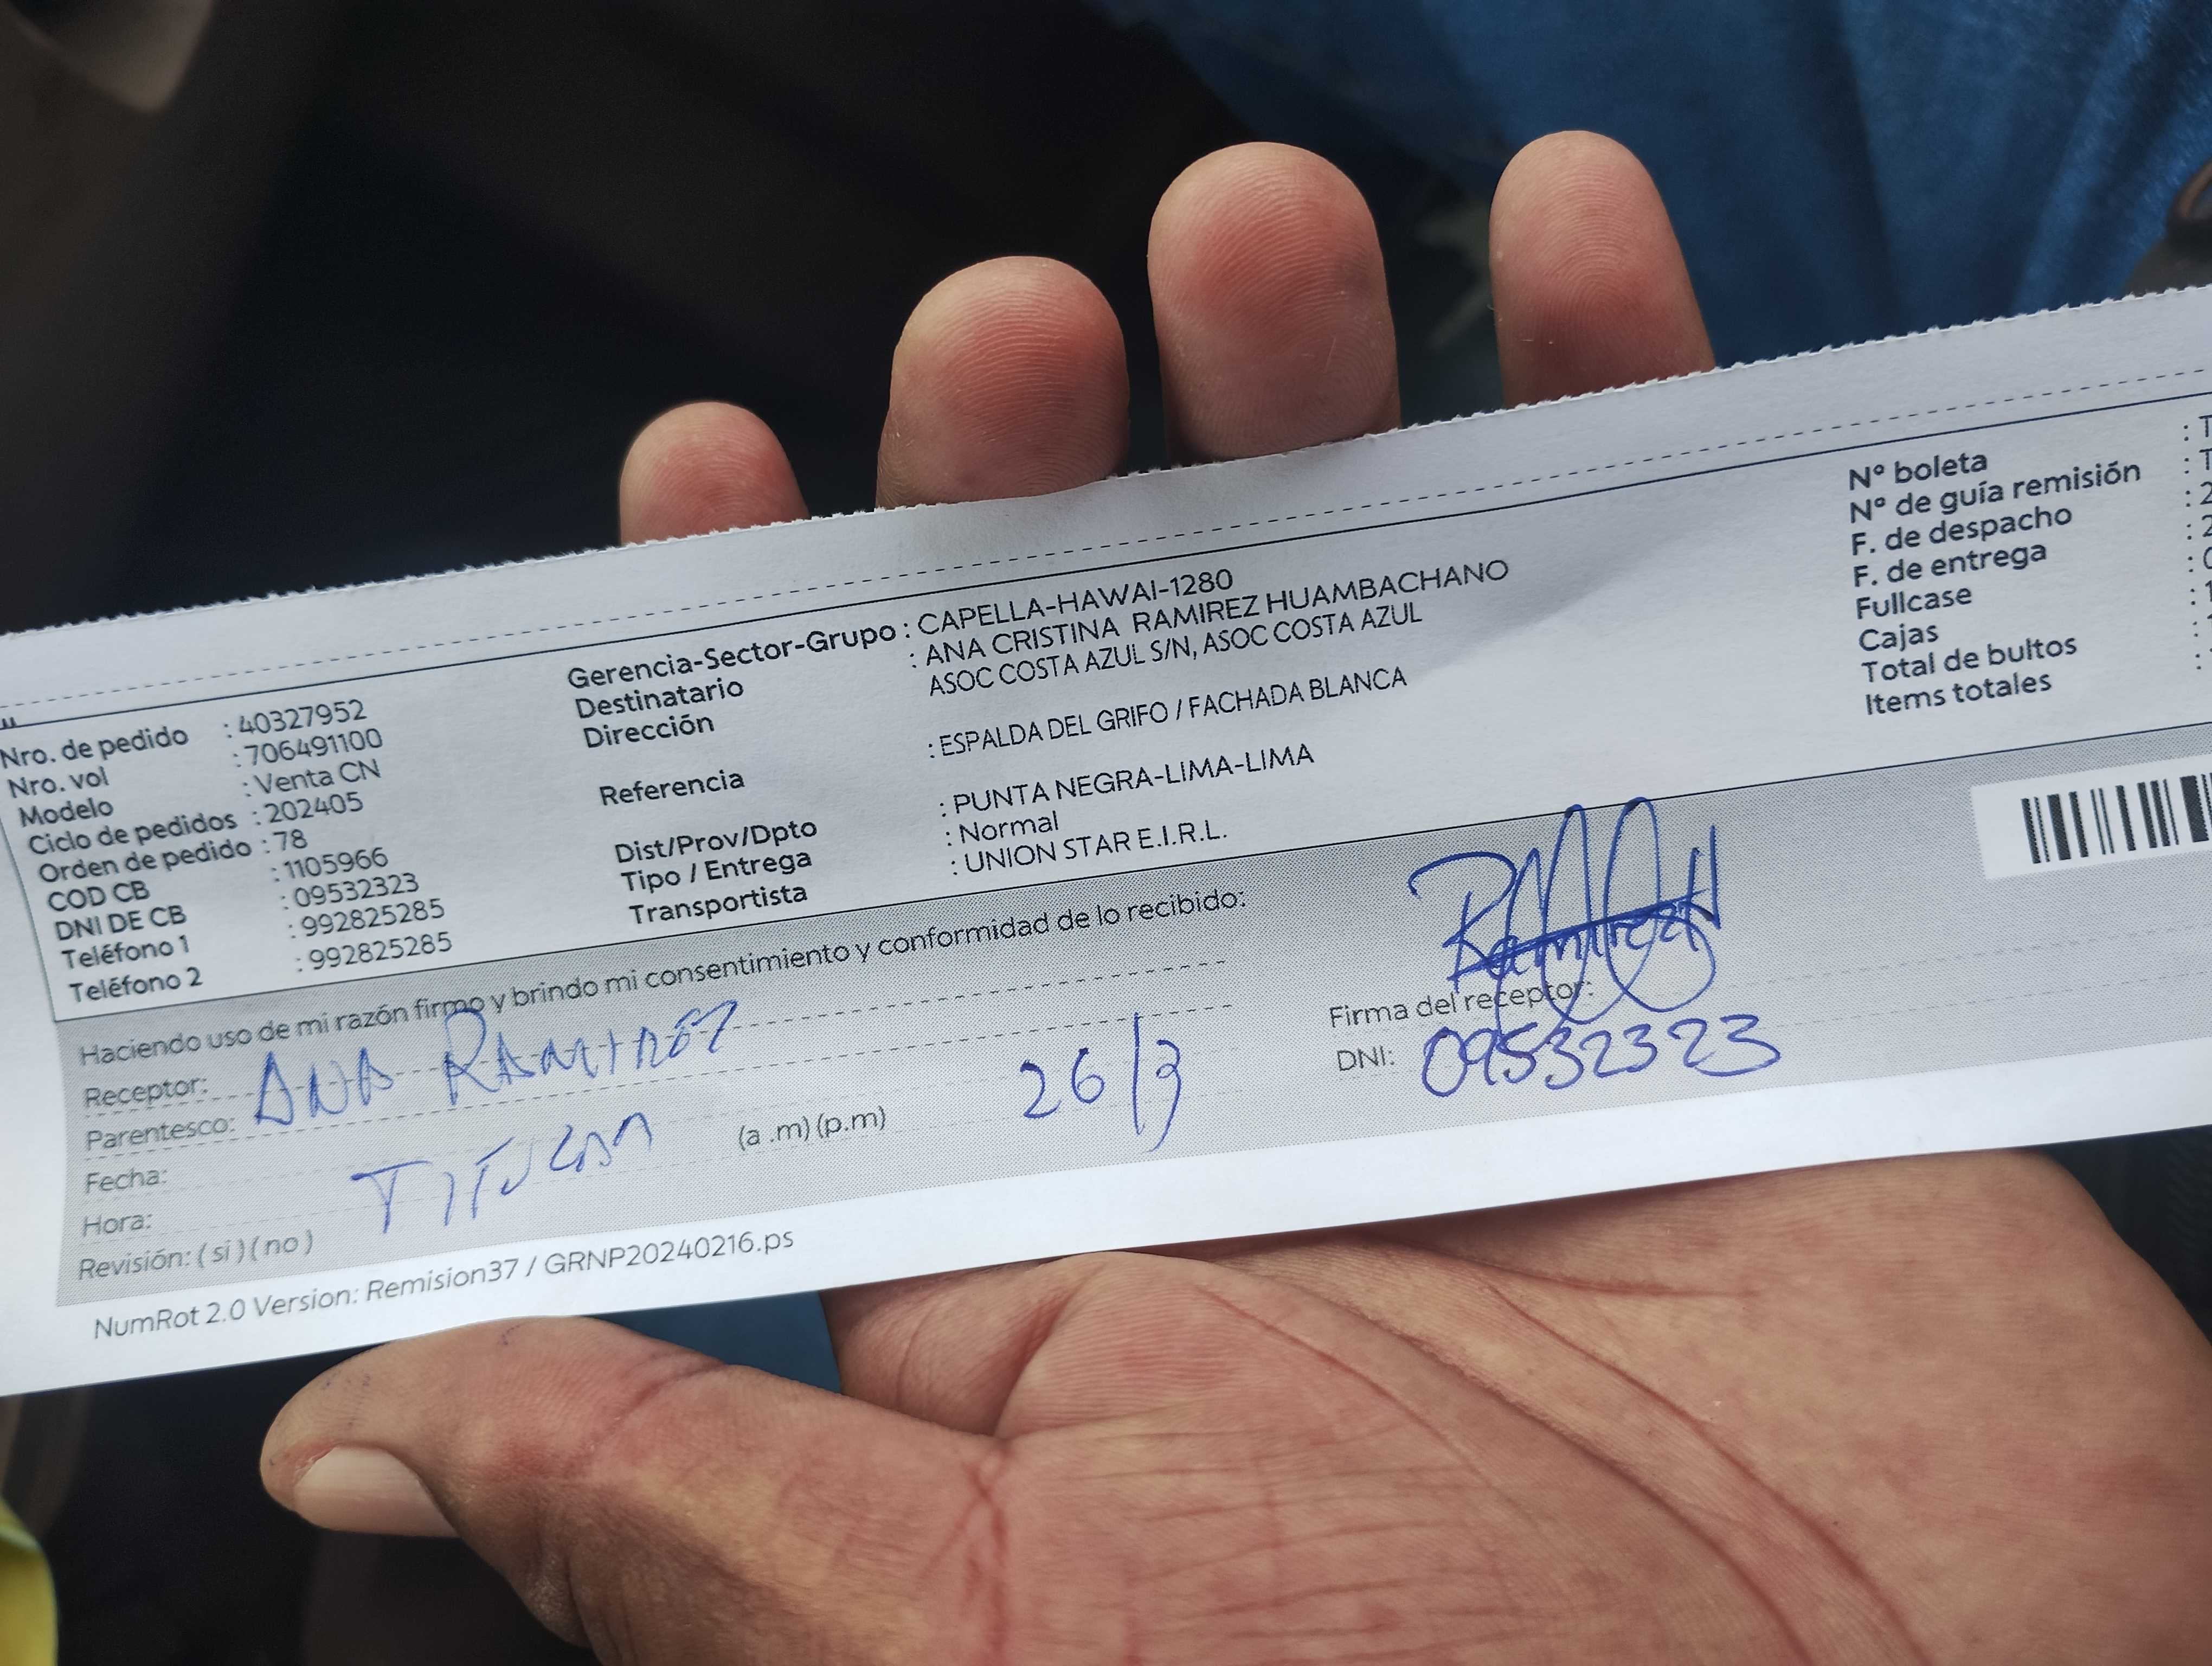 Nro. de pedido : 40327952
Nro. vol : 706491100
Modelo : Venta CN
Ciclo de pedidos : 202405
Orden de pedido : 78
COD CB : 1105966
DNI DE CB : 09532323
Teléfono 1 : 992825285
Teléfono 2 : 992825285
Gerencia-Sector-Grupo : CAPELLA-HAWAI-1280
Destinatario : ANA CRISTINA RAMIREZ HUAMBACHANO
Dirección ASOC COSTA AZUL S/N, ASOC COSTA AZUL
Referencia : ESPALDA DEL GRIFO / FACHADA BLANCA
Dist/Prov/Dpto : PUNTA NEGRA-LIMA-LIMA
Tipo / Entrega : Normal
Transportista : UNION STAR E.I.R.L.
N° boleta : T
N° de guía remisión : T
F. de despacho : 2
F. de entrega : 2
Fullcase : 0
Cajas : 1
Total de bultos :
Items totales :
Haciendo uso de mi razón firmo y brindo mi consentimiento y conformidad de lo recibido:
Receptor: ANA RAMIREZ
Parentesco:
Fecha: 26/3
Hora: (a .m) (p.m)
Revisión: ( si ) ( no )
Firma del receptor:
DNI: 09532323
NumRot 2.0 Version: Remision37 / GRNP20240216.ps